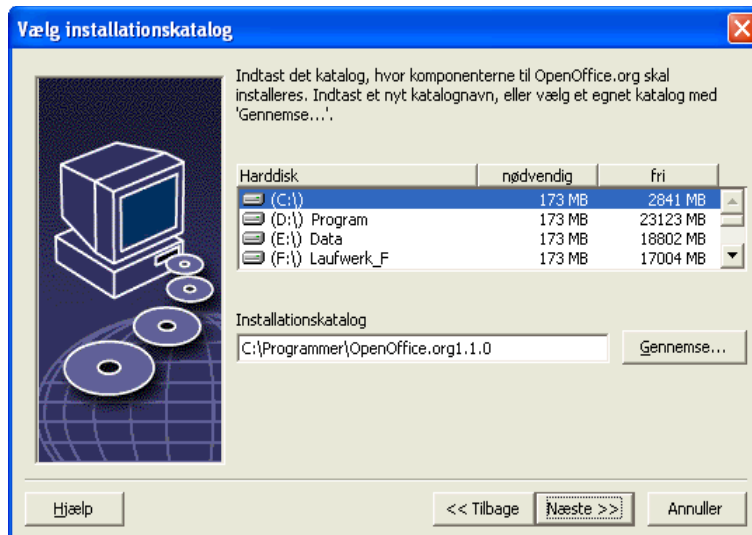 Vælg installationskatalog
Indtast det katalog, hvor komponenterne til OpenOffice.org skal
installeres. Indtast et nyt katalognavn, eller vælg et egnet katalog med
'Gennemse...'.
Harddisk nødvendig fri
(C:\) 173 MB 2841 MB
(D:\) Program 173 MB 23123 MB
(E:\) Data 173 MB 18802 MB
(F:\) Laufwerk_F 173 MB 17004 MB
Installationskatalog
C:\Programmer\OpenOffice.org1.1.0 Gennemse...
Hjælp << Tilbage Næste >> Annuller